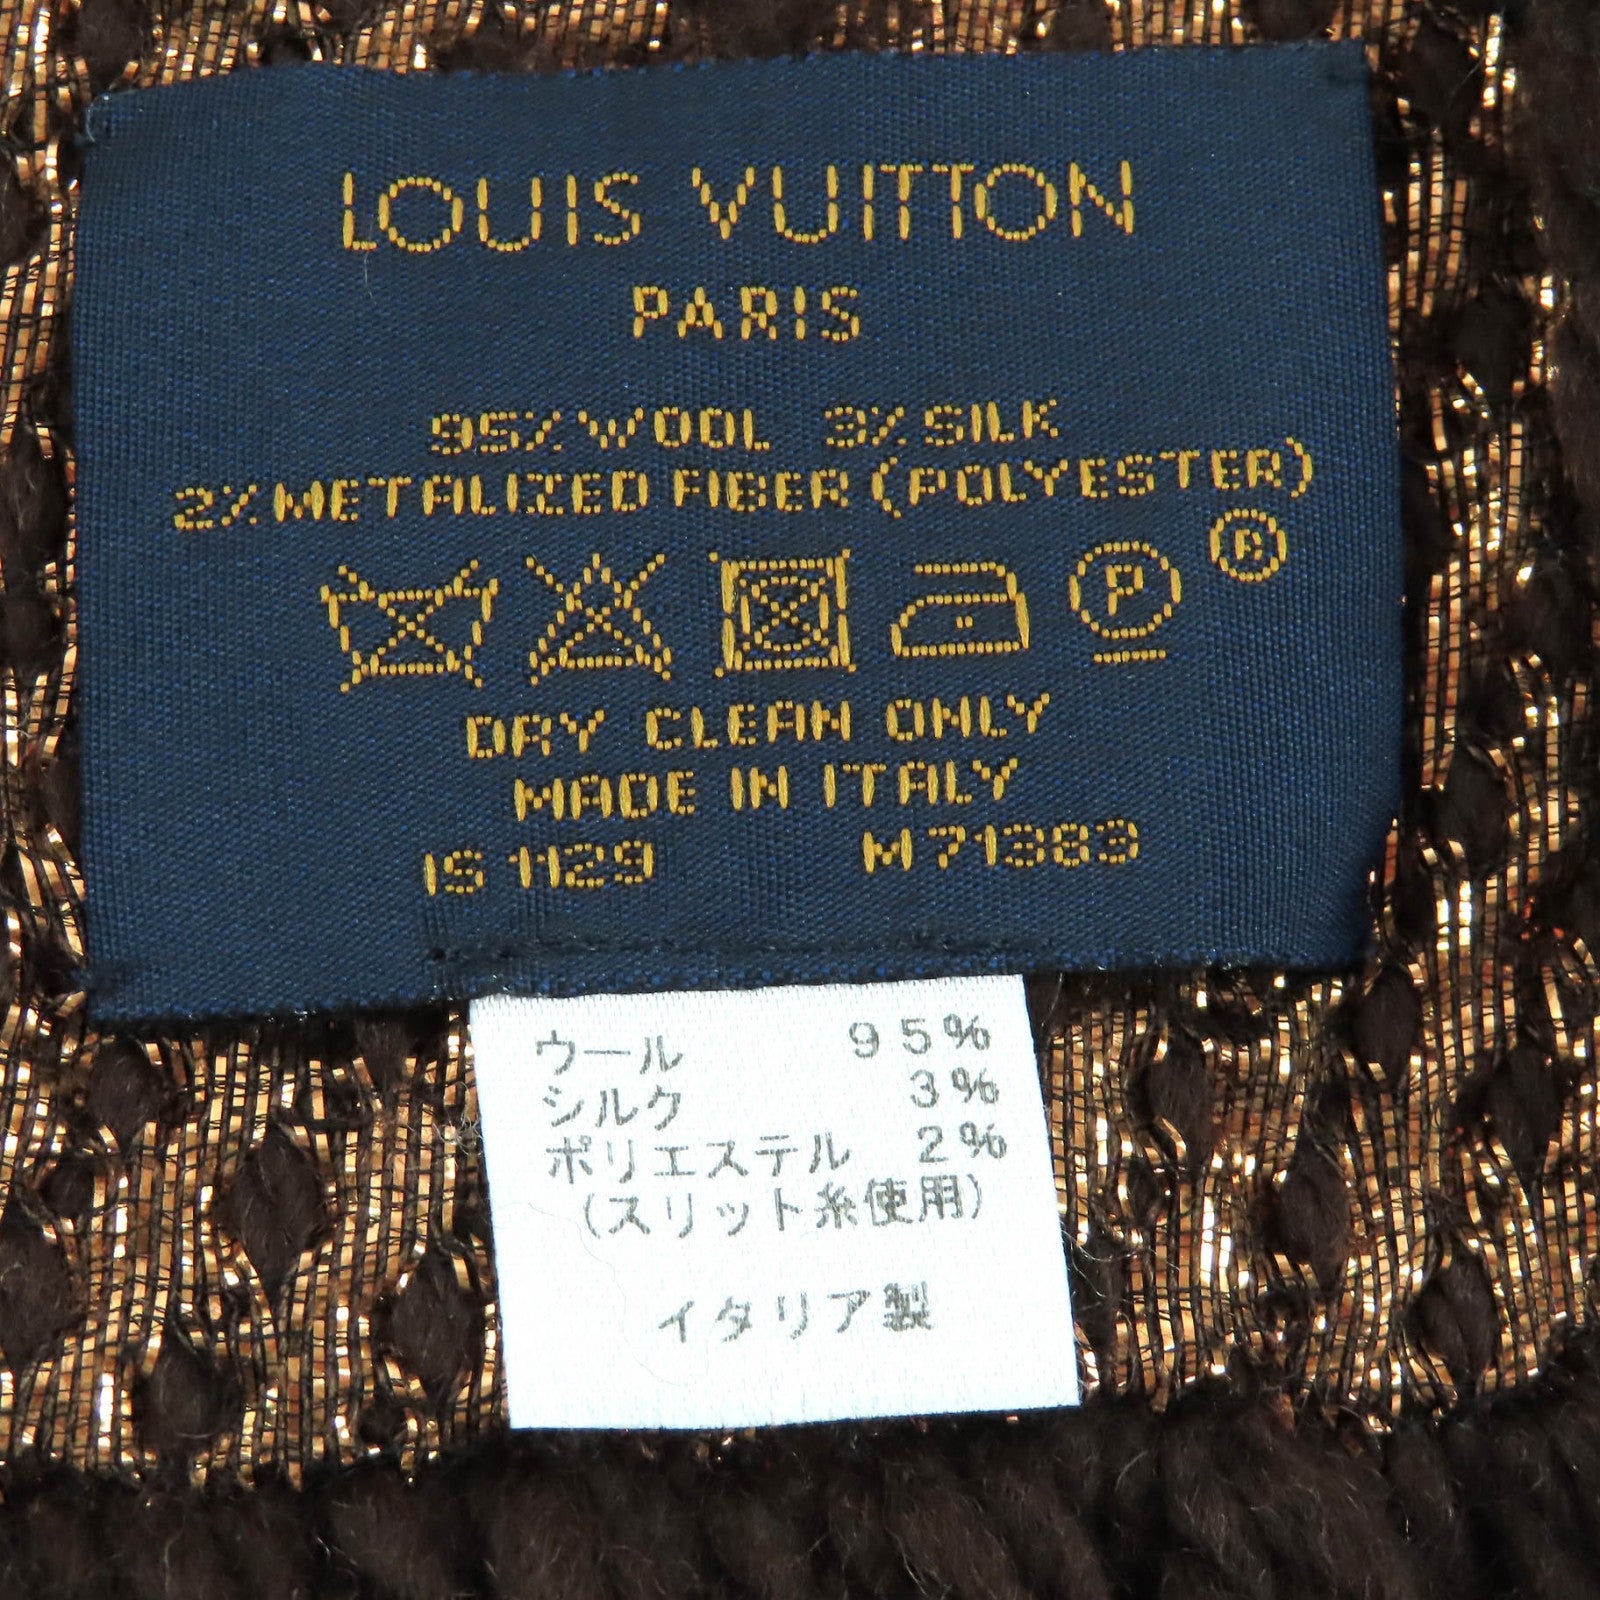 LOUIS VUITTON
PARIS
95% WOOL 3% SILK
2% METALIZED FIBER (POLYESTER)
P Ⓡ
DRY CLEAN ONLY
MADE IN ITALY
IS 1129 M71383
ウール 95%
シルク 3%
ポリエステル 2%
(スリット糸使用)
イタリア製